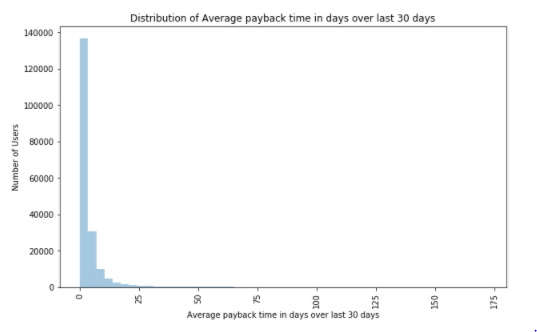 Distribution of Average payback time in days over last 30 days
140000
120000
100000
80000
60000
40000
20000
0
Number of Users
0 25 50 75 100 125 150 175
Average payback time in days over last 30 days